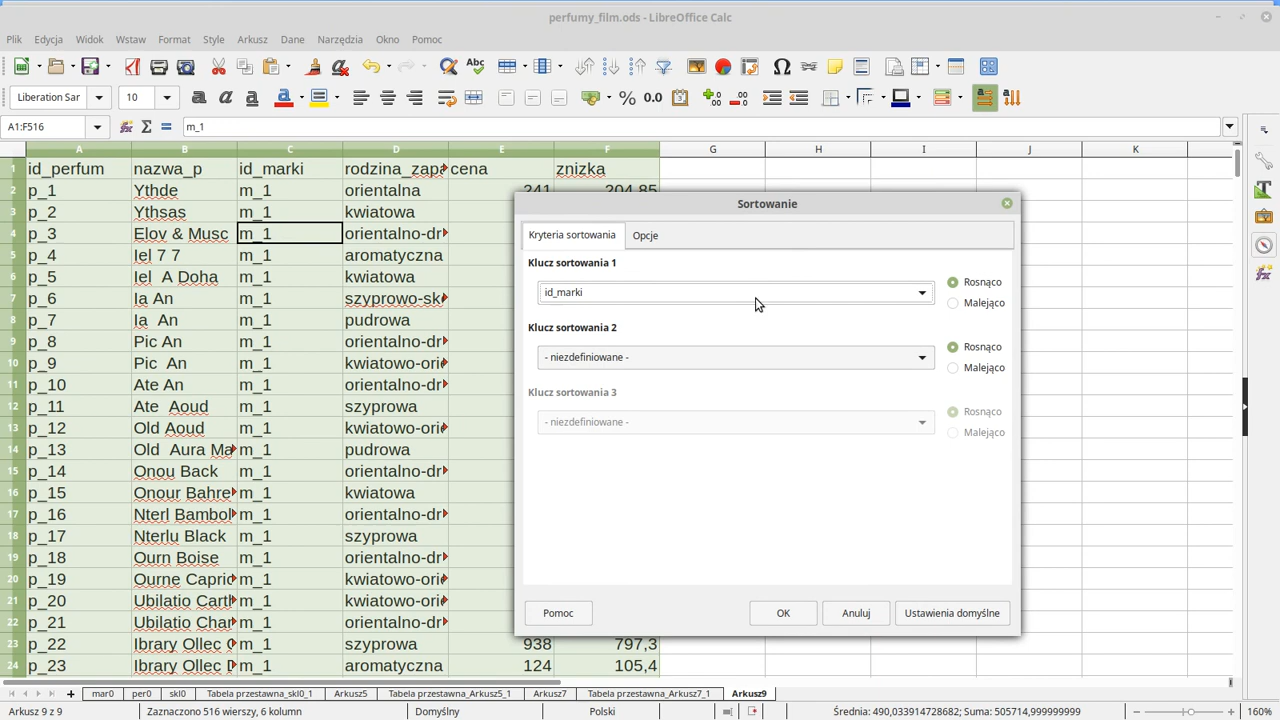 perfumy_film.ods - LibreOffice Calc
Plik Edycja Widok Wstaw Format Style Arkusz Dane Narzędzia Okno Pomoc
Liberation Sar 10
A1:F516 m_1
A B C D E F G H I J K
1 id_perfum nazwa_p id_marki rodzina_zapa cena znizka
2 p_1 Ythde m_1 orientalna 241 204,85
3 p_2 Ythsas m_1 kwiatowa
4 p_3 Elov & Musc m_1 orientalno-dr
5 p_4 Iel 7 7 m_1 aromatyczna
6 p_5 Iel A Doha m_1 kwiatowa
7 p_6 Ia An m_1 szyprowo-sk
8 p_7 Ia An m_1 pudrowa
9 p_8 Pic An m_1 orientalno-dr
10 p_9 Pic An m_1 kwiatowo-orie
11 p_10 Ate An m_1 orientalno-dr
12 p_11 Ate Aoud m_1 szyprowa
13 p_12 Old Aoud m_1 kwiatowo-orie
14 p_13 Old Aura Ma m_1 pudrowa
15 p_14 Onou Back m_1 orientalno-dr
16 p_15 Onour Bahre m_1 kwiatowa
17 p_16 Nterl Bambol m_1 orientalno-dr
18 p_17 Nterlu Black m_1 szyprowa
19 p_18 Ourn Boise m_1 orientalno-dr
20 p_19 Ourne Capric m_1 kwiatowo-orie
21 p_20 Ubilatio Cart m_1 kwiatowo-orie
22 p_21 Ubilatio Char m_1 orientalno-dr
23 p_22 Ibrary Ollec m_1 szyprowa 938 797,3
24 p_23 Ibrary Ollec m_1 aromatyczna 124 105,4
Sortowanie
Kryteria sortowania Opcje
Klucz sortowania 1
id_marki
Rosnąco
Malejąco
Klucz sortowania 2
- niezdefiniowane -
Rosnąco
Malejąco
Klucz sortowania 3
- niezdefiniowane -
Rosnąco
Malejąco
Pomoc OK Anuluj Ustawienia domyślne
mar0 per0 skl0 Tabela przestawna_skl0_1 Arkusz5 Tabela przestawna_Arkusz5_1 Arkusz7 Tabela przestawna_Arkusz7_1 Arkusz9
Arkusz 9 z 9 Zaznaczono 516 wierszy, 6 kolumn Domyślny Polski Średnia: 490,033914728682; Suma: 505714,999999999 160%